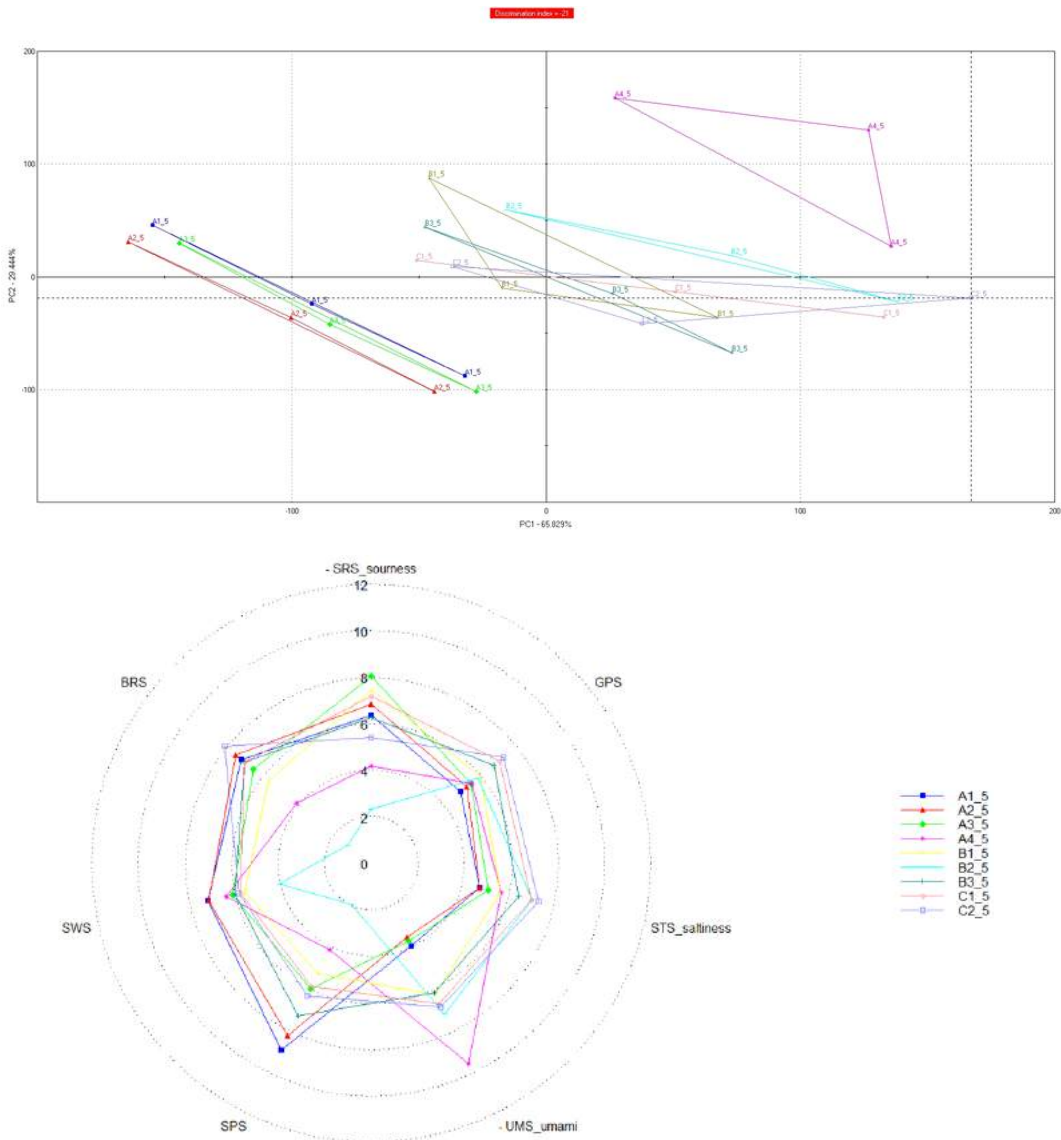 Discrimination index = -21
200
A4_5
A4_5
100
B1_5
B2_5
A1_5
B3_5
A2_5
A3_5
A4_5
B2_5
C1_5
C2_5
0
B1_5
B3_5
C1_5
C2_5
A1_5
A2_5
B1_5
C1_5
B3_5
A1_5
-100
A2_5
A3_5
PC2 - 29.444%
-100
0
100
200
PC1 - 65.829%
- SRS_sourness
12
10
8
6
4
2
0
BRS
GPS
SWS
STS_saltiness
SPS
- UMS_umami
A1_5
A2_5
A3_5
A4_5
B1_5
B2_5
B3_5
C1_5
C2_5